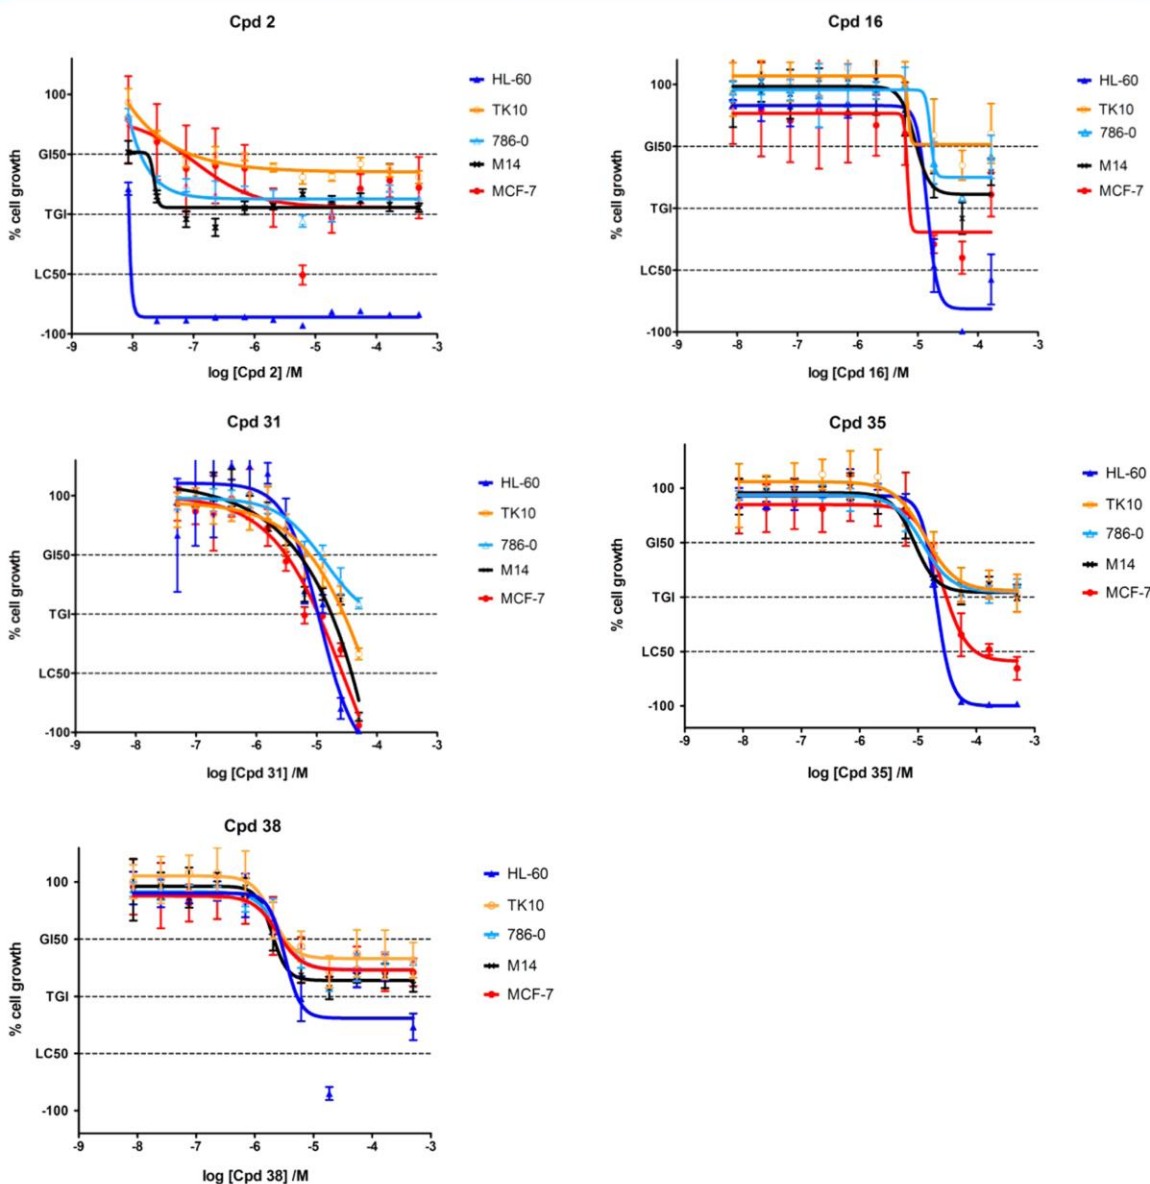 Cpd 2
% cell growth
100
GI50
TGI
LC50
-100
-9 -8 -7 -6 -5 -4 -3
log [Cpd 2] /M
HL-60
TK10
786-0
M14
MCF-7
Cpd 16
% cell growth
100
GI50
TGI
LC50
-100
-9 -8 -7 -6 -5 -4 -3
log [Cpd 16] /M
HL-60
TK10
786-0
M14
MCF-7
Cpd 31
% cell growth
100
GI50
TGI
LC50
-100
-9 -8 -7 -6 -5 -4 -3
log [Cpd 31] /M
HL-60
TK10
786-0
M14
MCF-7
Cpd 35
% cell growth
100
GI50
TGI
LC50
-100
-9 -8 -7 -6 -5 -4 -3
log [Cpd 35] /M
HL-60
TK10
786-0
M14
MCF-7
Cpd 38
% cell growth
100
GI50
TGI
LC50
-100
-9 -8 -7 -6 -5 -4 -3
log [Cpd 38] /M
HL-60
TK10
786-0
M14
MCF-7